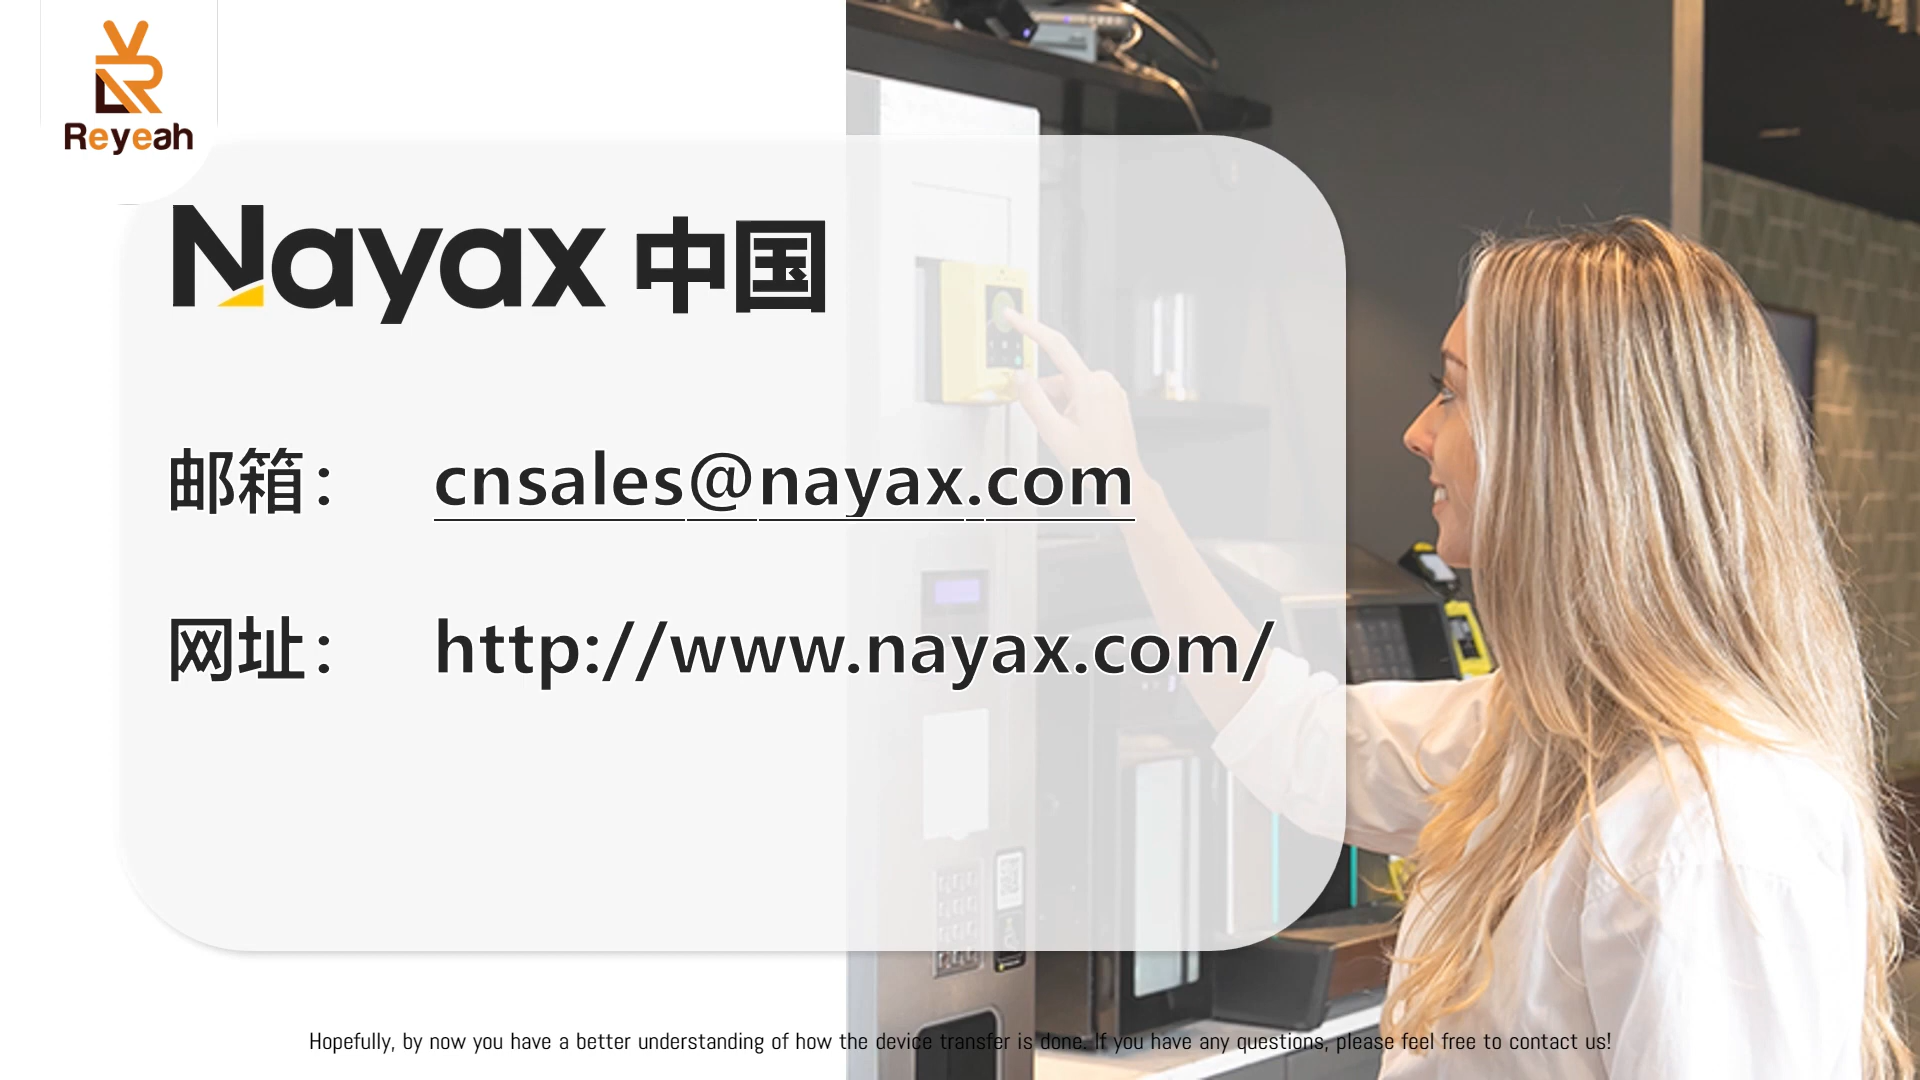 Reyeah
Nayax 中国
邮箱： cnsales@nayax.com
网址： http://www.nayax.com/
Hopefully, by now you have a better understanding of how the device transfer is done. If you have any questions, please feel free to contact us!